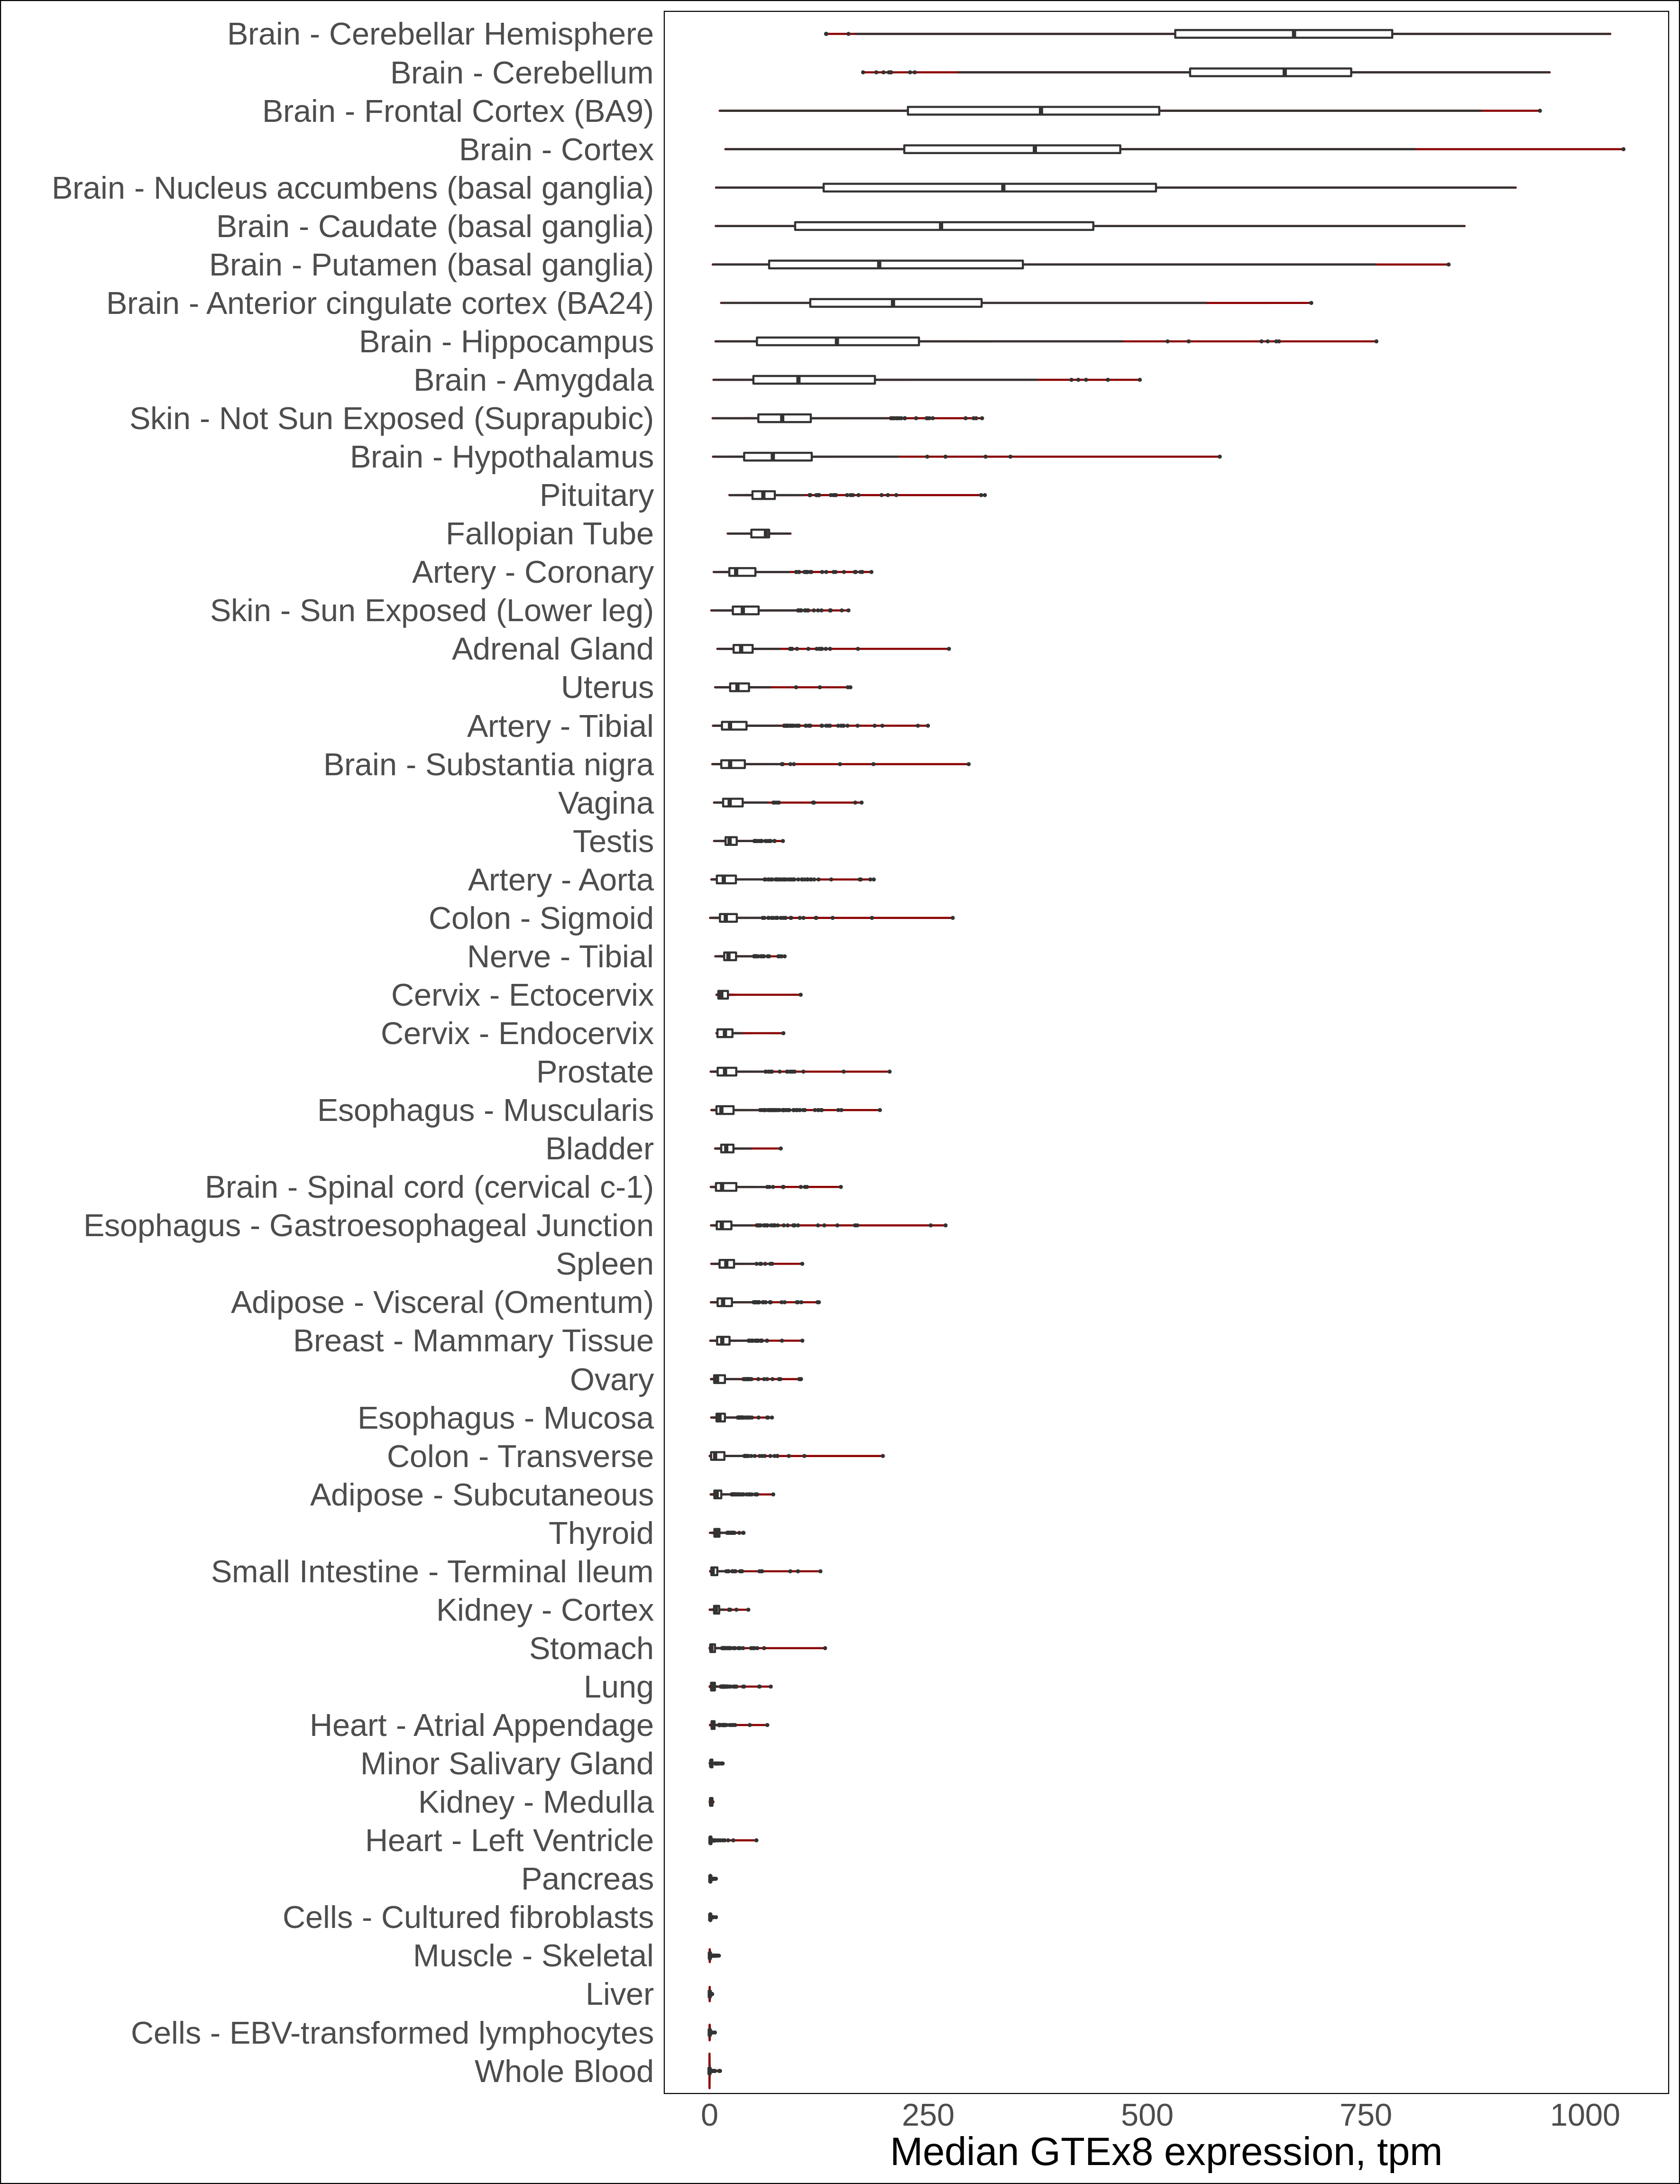 Brain - Cerebellar Hemisphere
Brain - Cerebellum
Brain - Frontal Cortex (BA9)
Brain - Cortex
Brain - Nucleus accumbens (basal ganglia)
Brain - Caudate (basal ganglia)
Brain - Putamen (basal ganglia)
Brain - Anterior cingulate cortex (BA24)
Brain - Hippocampus
Brain - Amygdala
Skin - Not Sun Exposed (Suprapubic)
Brain - Hypothalamus
Pituitary
Fallopian Tube
Artery - Coronary
Skin - Sun Exposed (Lower leg)
Adrenal Gland
Uterus
Artery - Tibial
Brain - Substantia nigra
Vagina
Testis
Artery - Aorta
Colon - Sigmoid
Nerve - Tibial
Cervix - Ectocervix
Cervix - Endocervix
Prostate
Esophagus - Muscularis
Bladder
Brain - Spinal cord (cervical c-1)
Esophagus - Gastroesophageal Junction
Spleen
Adipose - Visceral (Omentum)
Breast - Mammary Tissue
Ovary
Esophagus - Mucosa
Colon - Transverse
Adipose - Subcutaneous
Thyroid
Small Intestine - Terminal Ileum
Kidney - Cortex
Stomach
Lung
Heart - Atrial Appendage
Minor Salivary Gland
Kidney - Medulla
Heart - Left Ventricle
Pancreas
Cells - Cultured fibroblasts
Muscle - Skeletal
Liver
Cells - EBV-transformed lymphocytes
Whole Blood
0 250 500 750 1000
Median GTEx8 expression, tpm